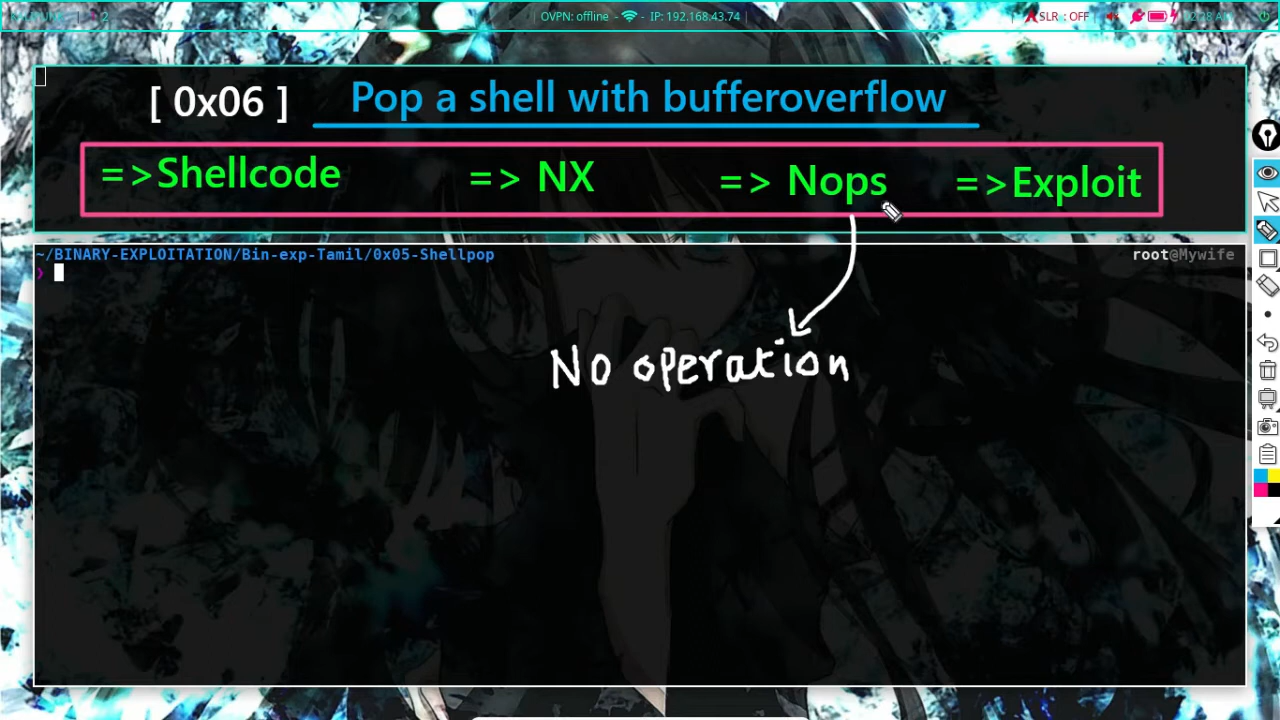 2
OVPN: offline - - IP: 192.168.43.74
SLR : OFF
[ 0x06 ] Pop a shell with bufferoverflow
=>Shellcode => NX => Nops =>Exploit
~/BINARY-EXPLOITATION/Bin-exp-Tamil/0x05-Shellpop root@Mywife
❯
No operation